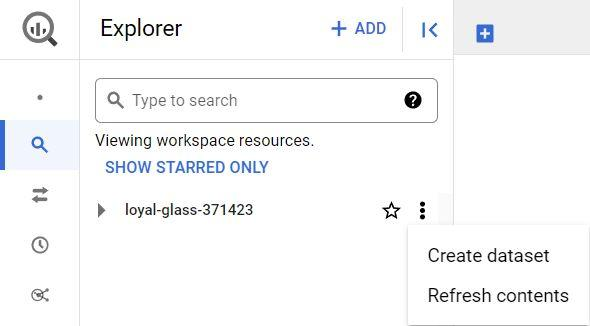 Explorer
+ ADD
Type to search
Viewing workspace resources.
SHOW STARRED ONLY
loyal-glass-371423
Create dataset
Refresh contents